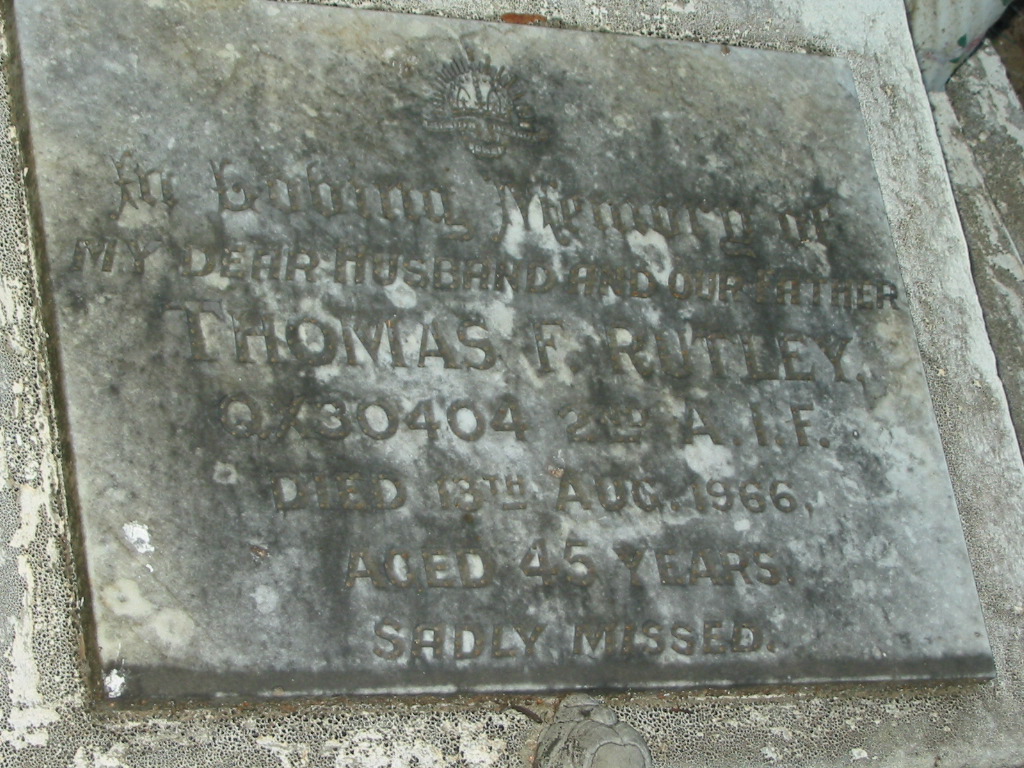 In Loving Memory of
MY DEAR HUSBAND AND OUR FATHER
THOMAS F. RUTLEY.
QX30404 2ND A.I.F.
DIED 13TH AUG. 1966.
AGED 45 YEARS.
SADLY MISSED.